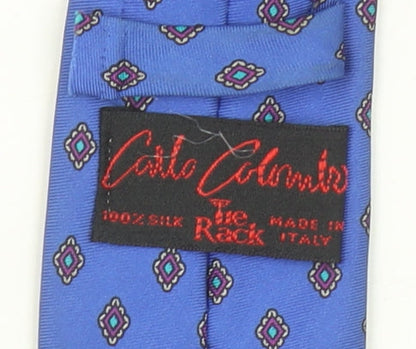 Carlo Colombo
100% SILK Tie Rack MADE IN ITALY